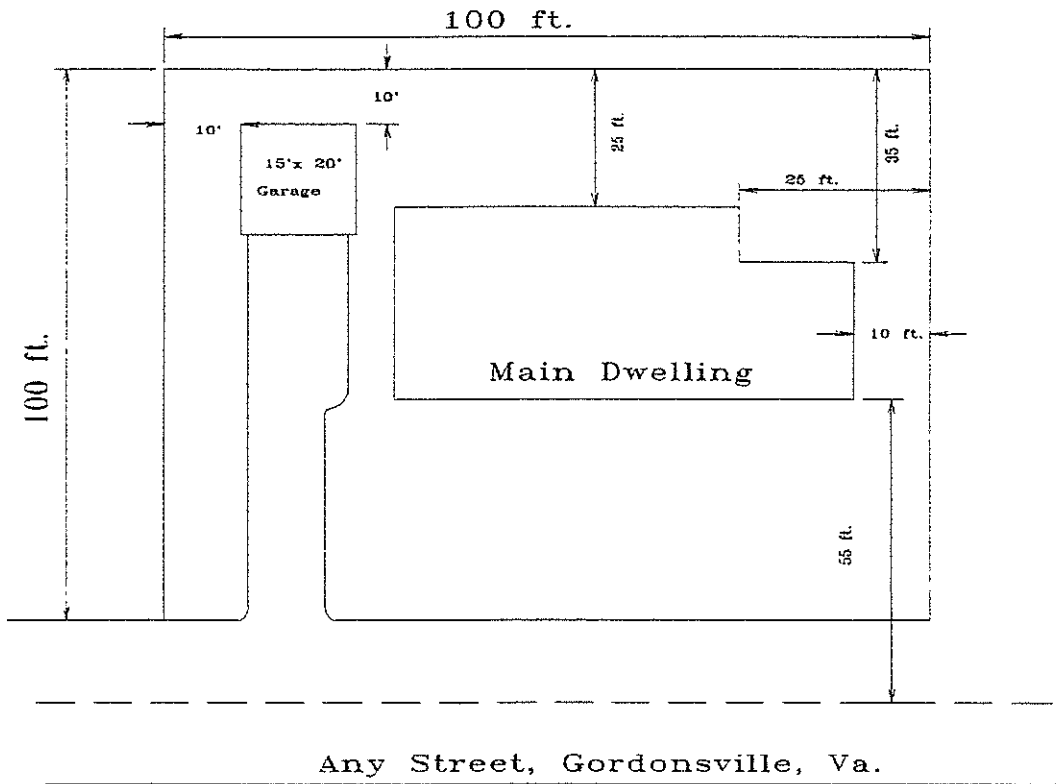 100 ft.
10'
10'
25 ft.
35 ft.
15'x 20'
Garage
25 ft.
10 ft.
100 ft.
Main Dwelling
55 ft.
Any Street, Gordonsville, Va.